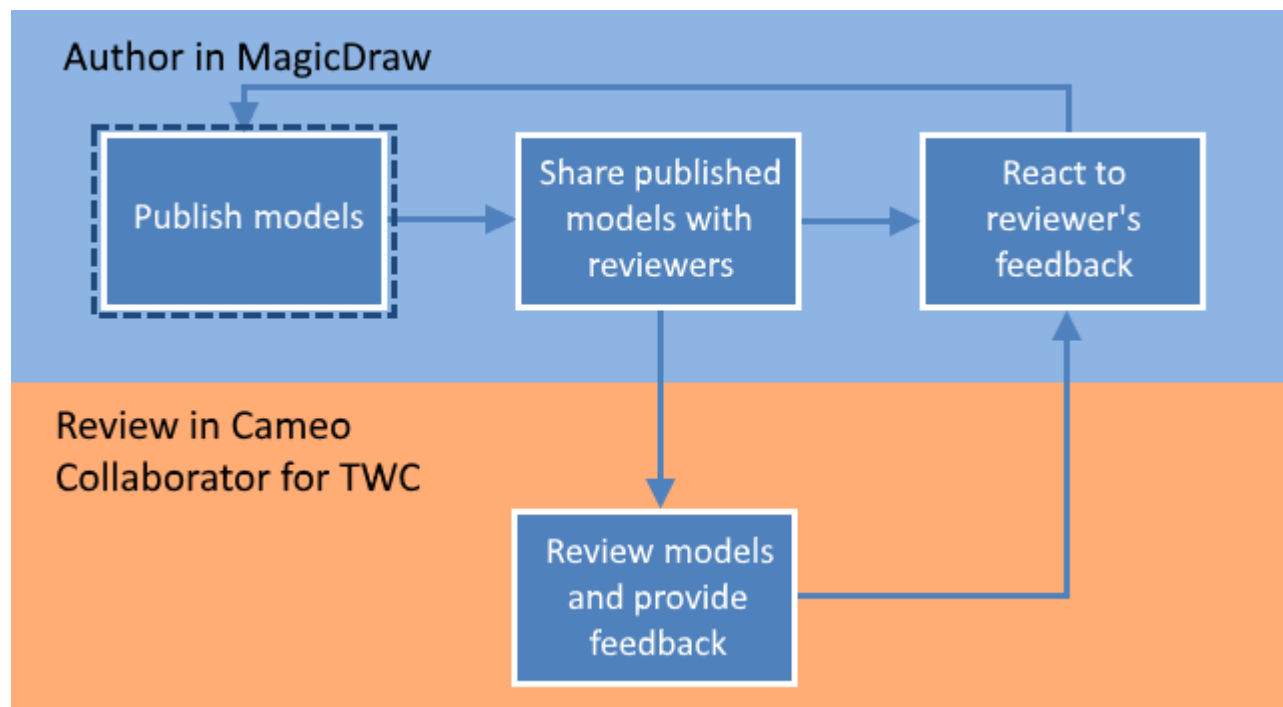 Author in MagicDraw
Publish models
Share published
models with
reviewers
React to
reviewer's
feedback
Review in Cameo
Collaborator for TWC
Review models
and provide
feedback